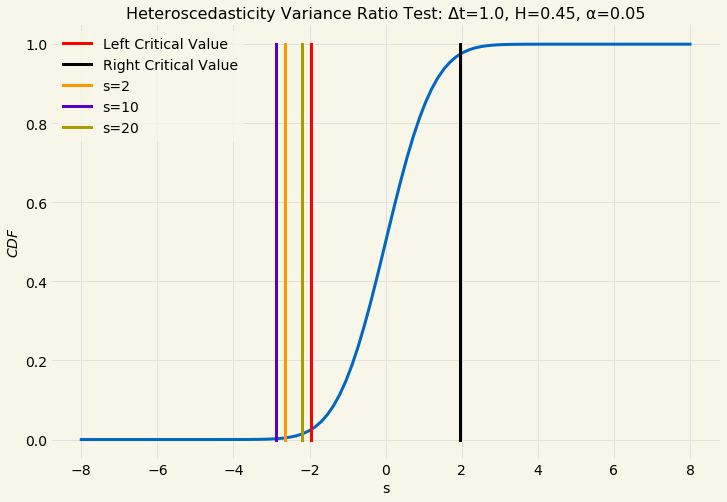 Heteroscedasticity Variance Ratio Test: Δt=1.0, H=0.45, α=0.05
Left Critical Value
Right Critical Value
s=2
s=10
s=20
1.0
0.8
0.6
0.4
0.2
0.0
CDF
−8 −6 −4 −2 0 2 4 6 8
s